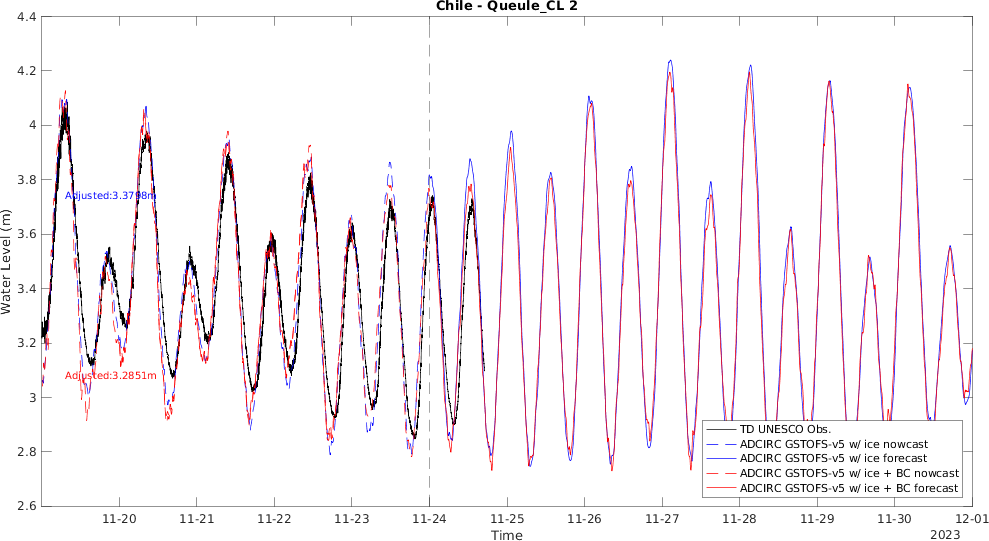 Chile - Queule_CL 2
4.4
4.2
4
3.8
3.6
3.4
3.2
3
2.8
2.6
Water Level (m)
Adjusted:3.3798m
Adjusted:3.2851m
TD UNESCO Obs.
ADCIRC GSTOFS-v5 w/ ice nowcast
ADCIRC GSTOFS-v5 w/ ice forecast
ADCIRC GSTOFS-v5 w/ ice + BC nowcast
ADCIRC GSTOFS-v5 w/ ice + BC forecast
11-20 11-21 11-22 11-23 11-24 11-25 11-26 11-27 11-28 11-29 11-30 12-01
Time
2023